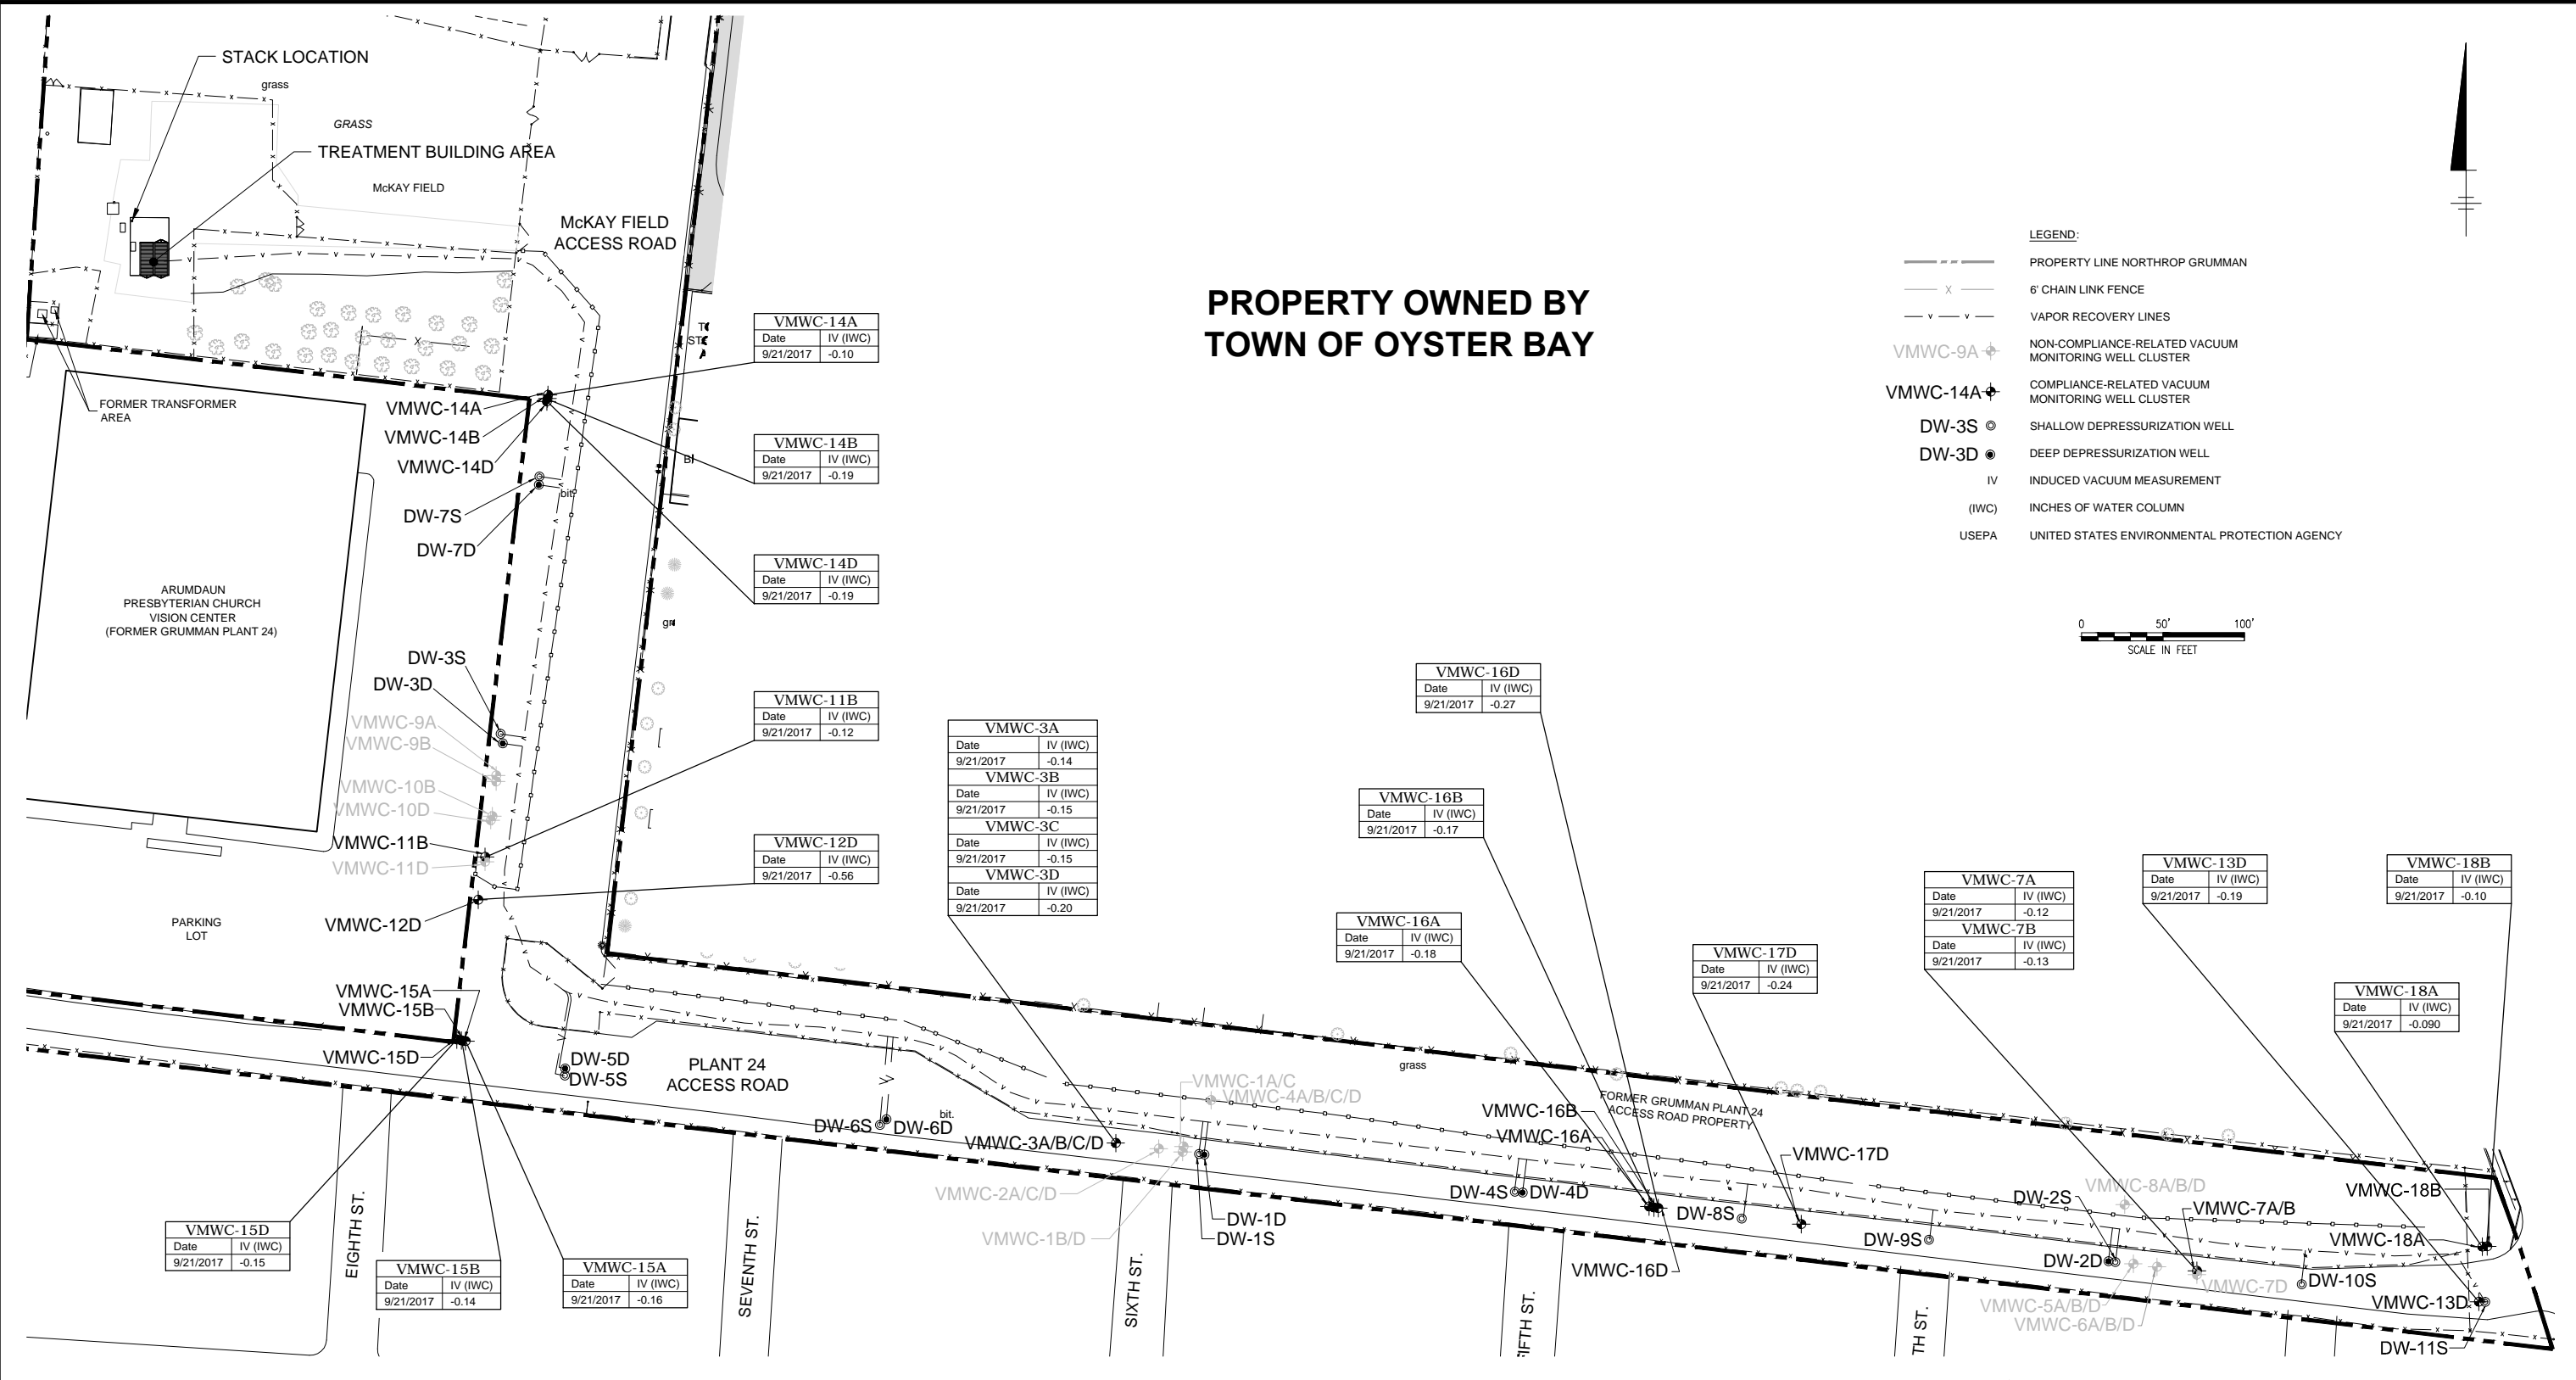 STACK LOCATION
grass
GRASS
TREATMENT BUILDING AREA
McKAY FIELD
McKAY FIELD
ACCESS ROAD
PROPERTY OWNED BY
TOWN OF OYSTER BAY
LEGEND:
PROPERTY LINE NORTHROP GRUMMAN
X 6' CHAIN LINK FENCE
V V VAPOR RECOVERY LINES
VMWC-9A NON-COMPLIANCE-RELATED VACUUM
MONITORING WELL CLUSTER
VMWC-14A COMPLIANCE-RELATED VACUUM
MONITORING WELL CLUSTER
DW-3S SHALLOW DEPRESSURIZATION WELL
DW-3D DEEP DEPRESSURIZATION WELL
IV INDUCED VACUUM MEASUREMENT
(IWC) INCHES OF WATER COLUMN
USEPA UNITED STATES ENVIRONMENTAL PROTECTION AGENCY
0 50' 100'
SCALE IN FEET
FORMER TRANSFORMER
AREA
VMWC-14A
VMWC-14B
VMWC-14D
DW-7S
DW-7D
bit.
ARUMDAUN
PRESBYTERIAN CHURCH
VISION CENTER
(FORMER GRUMMAN PLANT 24)
DW-3S
DW-3D
VMWC-9A
VMWC-9B
VMWC-10B
VMWC-10D
VMWC-11B
VMWC-11D
VMWC-12D
PARKING
LOT
VMWC-15A
VMWC-15B
VMWC-15D
VMWC-14A
Date IV (IWC)
9/21/2017 -0.10
VMWC-14B
Date IV (IWC)
9/21/2017 -0.19
VMWC-14D
Date IV (IWC)
9/21/2017 -0.19
VMWC-11B
Date IV (IWC)
9/21/2017 -0.12
VMWC-12D
Date IV (IWC)
9/21/2017 -0.56
VMWC-3A
Date IV (IWC)
9/21/2017 -0.14
VMWC-3B
Date IV (IWC)
9/21/2017 -0.15
VMWC-3C
Date IV (IWC)
9/21/2017 -0.15
VMWC-3D
Date IV (IWC)
9/21/2017 -0.20
VMWC-16D
Date IV (IWC)
9/21/2017 -0.27
VMWC-16B
Date IV (IWC)
9/21/2017 -0.17
VMWC-16A
Date IV (IWC)
9/21/2017 -0.18
VMWC-17D
Date IV (IWC)
9/21/2017 -0.24
VMWC-7A
Date IV (IWC)
9/21/2017 -0.12
VMWC-7B
Date IV (IWC)
9/21/2017 -0.13
VMWC-13D
Date IV (IWC)
9/21/2017 -0.19
VMWC-18B
Date IV (IWC)
9/21/2017 -0.10
VMWC-18A
Date IV (IWC)
9/21/2017 -0.090
DW-5D
DW-5S
PLANT 24
ACCESS ROAD
DW-6S
DW-6D
bit.
VMWC-3A/B/C/D
VMWC-1A/C
VMWC-4A/B/C/D
VMWC-2A/C/D
VMWC-1B/D
DW-1D
DW-1S
grass
FORMER GRUMMAN PLANT 24
ACCESS ROAD PROPERTY
VMWC-16B
VMWC-16A
DW-4S
DW-4D
VMWC-16D
DW-8S
VMWC-17D
DW-9S
DW-2S
DW-2D
VMWC-8A/B/D
VMWC-7A/B
VMWC-7D
VMWC-5A/B/D
VMWC-6A/B/D
DW-10S
VMWC-18B
VMWC-18A
VMWC-13D
DW-11S
VMWC-15D
Date IV (IWC)
9/21/2017 -0.15
VMWC-15B
Date IV (IWC)
9/21/2017 -0.14
VMWC-15A
Date IV (IWC)
9/21/2017 -0.16
EIGHTH ST.
SEVENTH ST.
SIXTH ST.
IFTH ST.
TH ST.